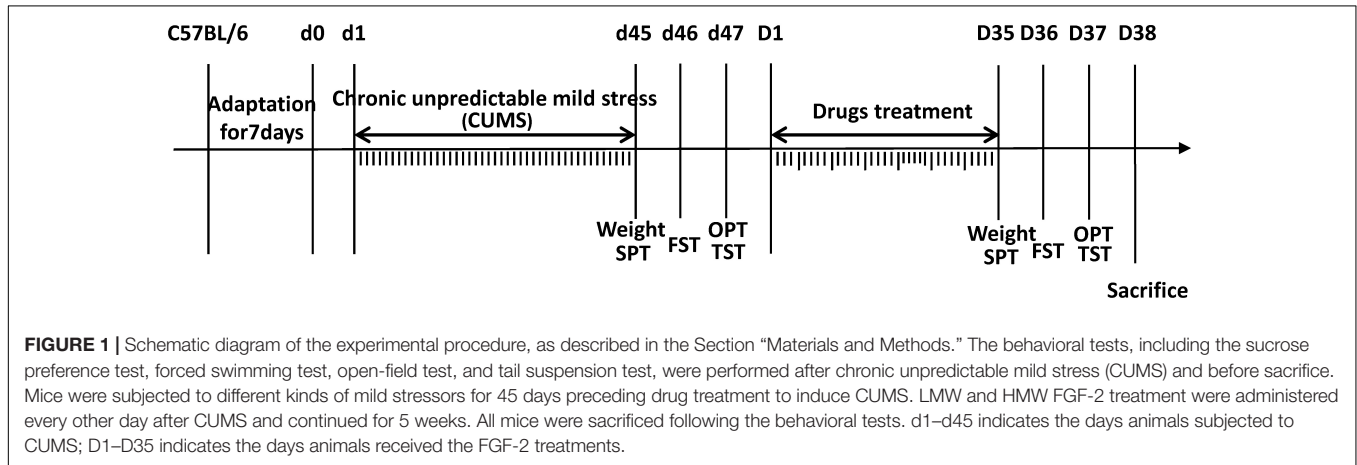 C57BL/6 d0 d1 d45 d46 d47 D1 D35 D36 D37 D38
Adaptation
for7days
Chronic unpredictable mild stress
(CUMS)
Drugs treatment
Weight
SPT
FST
OPT
TST
Weight
SPT
FST
OPT
TST
Sacrifice
FIGURE 1 | Schematic diagram of the experimental procedure, as described in the Section “Materials and Methods.” The behavioral tests, including the sucrose
preference test, forced swimming test, open-field test, and tail suspension test, were performed after chronic unpredictable mild stress (CUMS) and before sacrifice.
Mice were subjected to different kinds of mild stressors for 45 days preceding drug treatment to induce CUMS. LMW and HMW FGF-2 treatment were administered
every other day after CUMS and continued for 5 weeks. All mice were sacrificed following the behavioral tests. d1–d45 indicates the days animals subjected to
CUMS; D1–D35 indicates the days animals received the FGF-2 treatments.